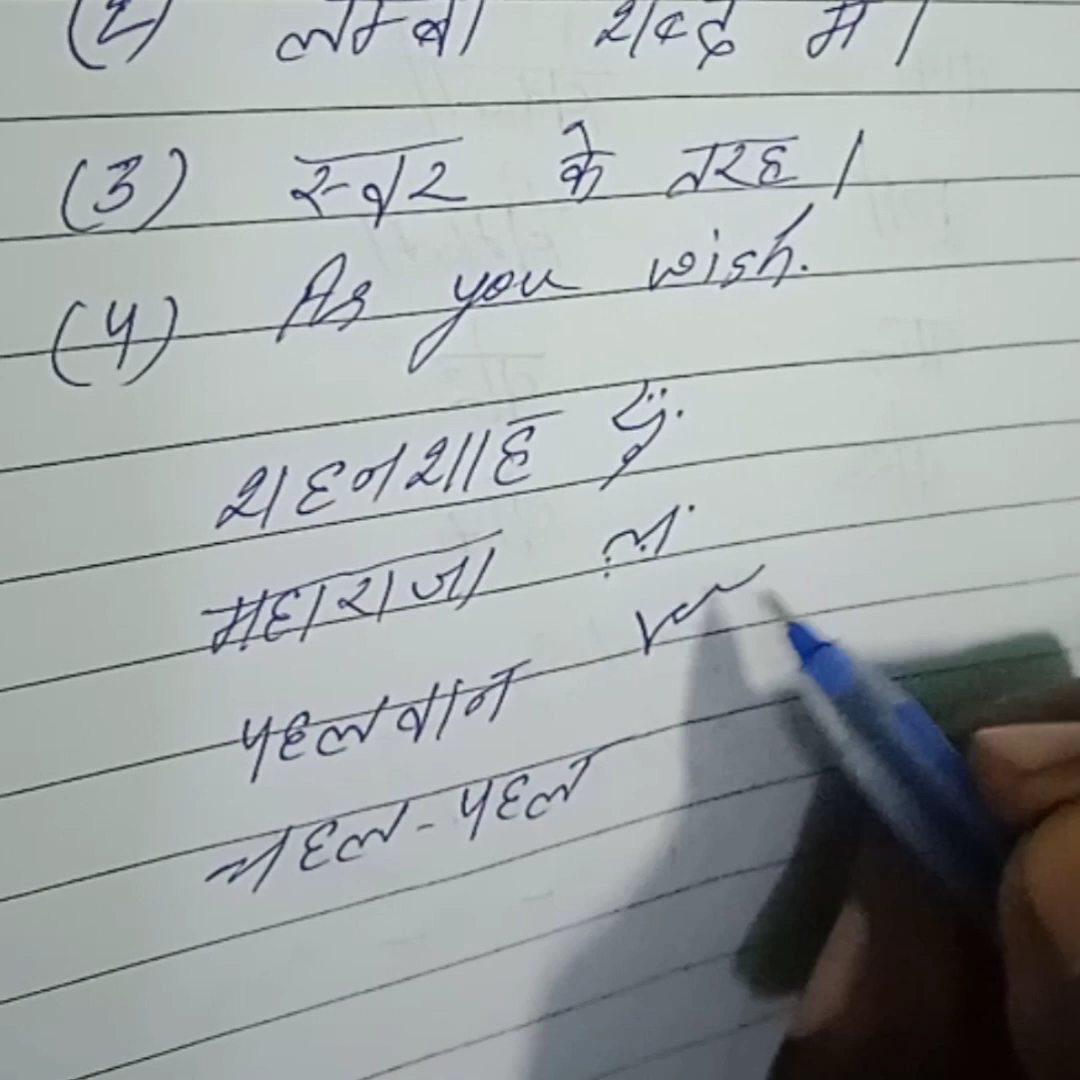 (2) लम्बा शब्द में।
(3) स्वर के तरह।
(4) As you wish.
शहनशाह
महाराजा
पहलवान
चहल-पहल